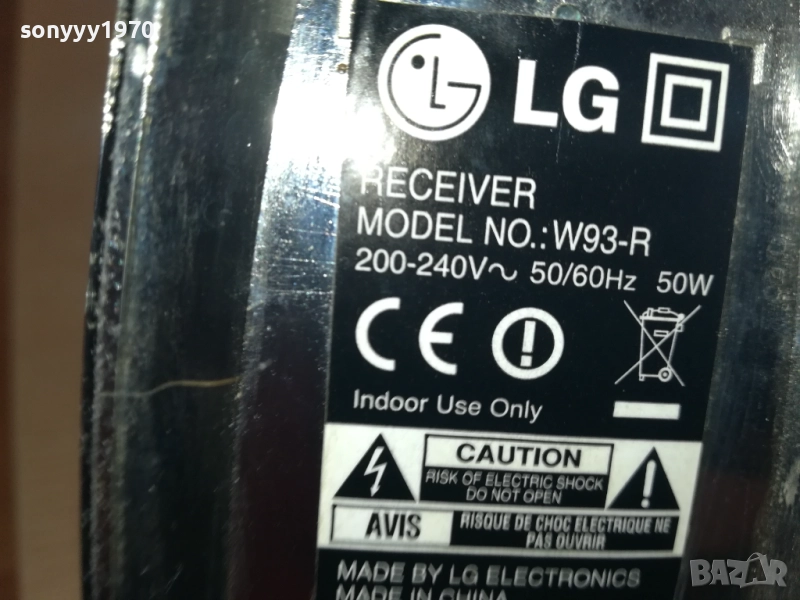 sonyyy1970
LG
RECEIVER
MODEL NO.: W93-R
200-240V~ 50/60Hz 50W
CE
Indoor Use Only
CAUTION
RISK OF ELECTRIC SHOCK
DO NOT OPEN
AVIS
RISQUE DE CHOC ELECTRIQUE NE
PAS OUVRIR
MADE BY LG ELECTRONICS
MADE IN CHINA
BAZAR